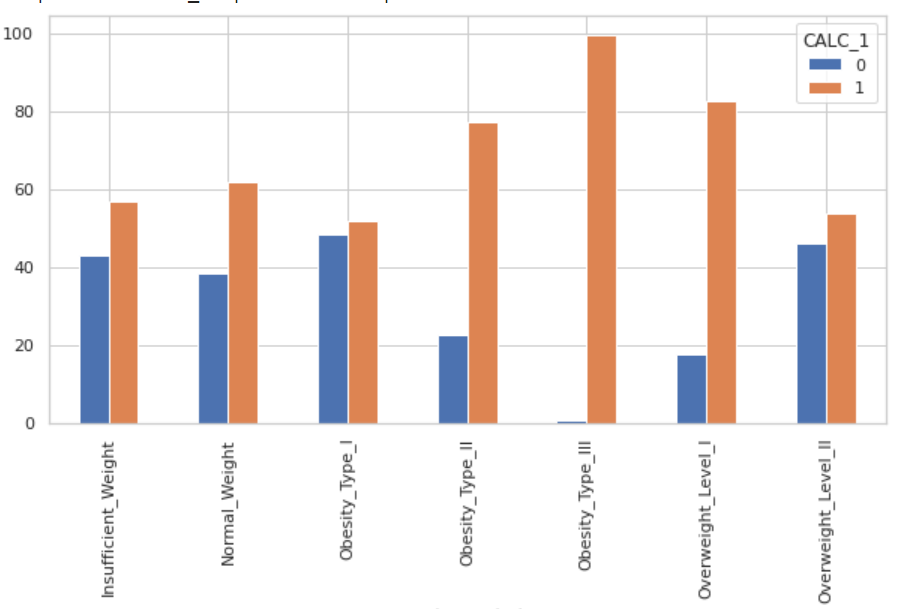 CALC_1
0
1
100
80
60
40
20
0
Insufficient_Weight
Normal_Weight
Obesity_Type_I
Obesity_Type_II
Obesity_Type_III
Overweight_Level_I
Overweight_Level_II